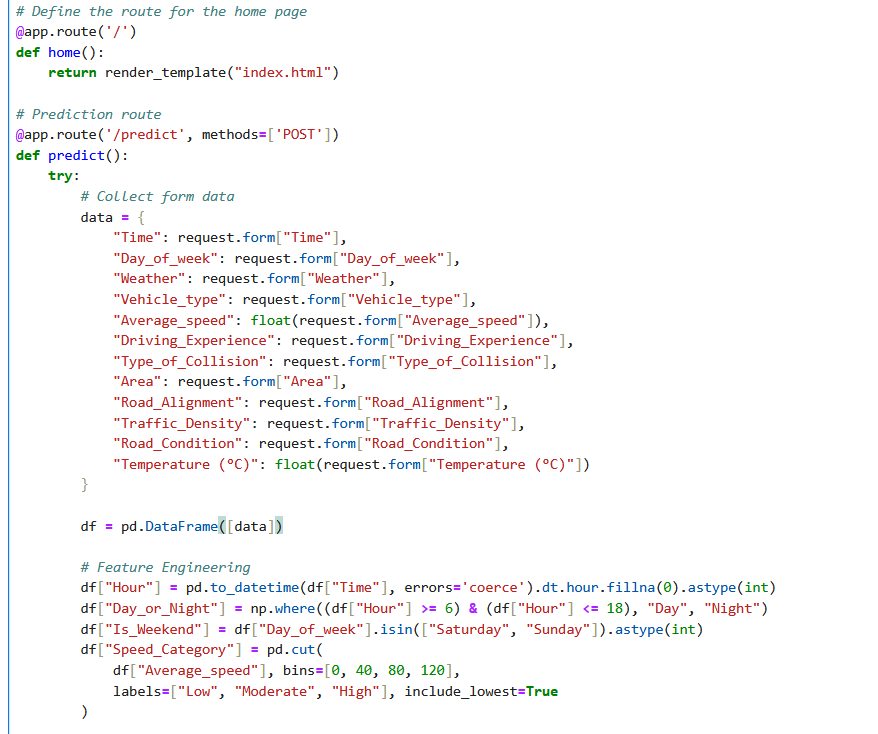 # Define the route for the home page
@app.route('/')
def home():
    return render_template("index.html")

# Prediction route
@app.route('/predict', methods=['POST'])
def predict():
    try:
        # Collect form data
        data = {
            "Time": request.form["Time"],
            "Day_of_week": request.form["Day_of_week"],
            "Weather": request.form["Weather"],
            "Vehicle_type": request.form["Vehicle_type"],
            "Average_speed": float(request.form["Average_speed"]),
            "Driving_Experience": request.form["Driving_Experience"],
            "Type_of_Collision": request.form["Type_of_Collision"],
            "Area": request.form["Area"],
            "Road_Alignment": request.form["Road_Alignment"],
            "Traffic_Density": request.form["Traffic_Density"],
            "Road_Condition": request.form["Road_Condition"],
            "Temperature (ºC)": float(request.form["Temperature (ºC)"])
        }

        df = pd.DataFrame([data])

        # Feature Engineering
        df["Hour"] = pd.to_datetime(df["Time"], errors='coerce').dt.hour.fillna(0).astype(int)
        df["Day_or_Night"] = np.where((df["Hour"] >= 6) & (df["Hour"] <= 18), "Day", "Night")
        df["Is_Weekend"] = df["Day_of_week"].isin(["Saturday", "Sunday"]).astype(int)
        df["Speed_Category"] = pd.cut(
            df["Average_speed"], bins=[0, 40, 80, 120],
            labels=["Low", "Moderate", "High"], include_lowest=True
        )